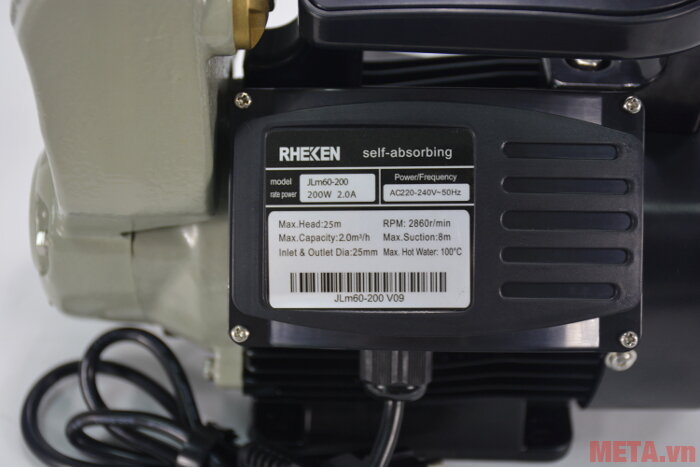 RHEKEN self-absorbing
model JLm60-200 Power/Frequency
rate power 200W 2.0A AC220-240V~50Hz
Max.Head:25m RPM: 2860r/min
Max.Capacity:2.0m³/h Max.Suction:8m
Inlet & Outlet Dia:25mm Max. Hot Water: 100°C
JLm60-200 V09
META.vn